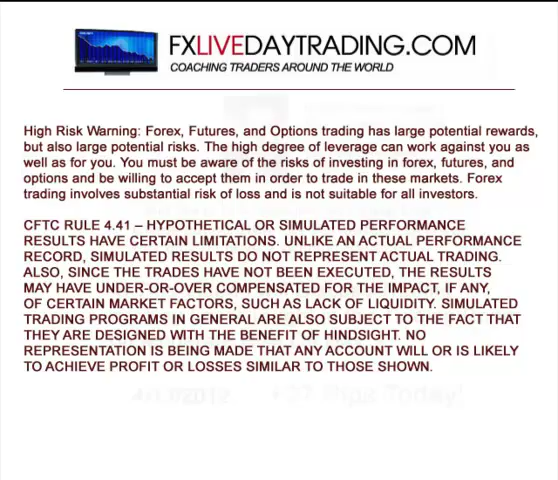 FXLIVEDAYTRADING.COM
COACHING TRADERS AROUND THE WORLD
High Risk Warning: Forex, Futures, and Options trading has large potential rewards,
but also large potential risks. The high degree of leverage can work against you as
well as for you. You must be aware of the risks of investing in forex, futures, and
options and be willing to accept them in order to trade in these markets. Forex
trading involves substantial risk of loss and is not suitable for all investors.
CFTC RULE 4.41 – HYPOTHETICAL OR SIMULATED PERFORMANCE
RESULTS HAVE CERTAIN LIMITATIONS. UNLIKE AN ACTUAL PERFORMANCE
RECORD, SIMULATED RESULTS DO NOT REPRESENT ACTUAL TRADING.
ALSO, SINCE THE TRADES HAVE NOT BEEN EXECUTED, THE RESULTS
MAY HAVE UNDER-OR-OVER COMPENSATED FOR THE IMPACT, IF ANY,
OF CERTAIN MARKET FACTORS, SUCH AS LACK OF LIQUIDITY. SIMULATED
TRADING PROGRAMS IN GENERAL ARE ALSO SUBJECT TO THE FACT THAT
THEY ARE DESIGNED WITH THE BENEFIT OF HINDSIGHT. NO
REPRESENTATION IS BEING MADE THAT ANY ACCOUNT WILL OR IS LIKELY
TO ACHIEVE PROFIT OR LOSSES SIMILAR TO THOSE SHOWN.
Pips Today!